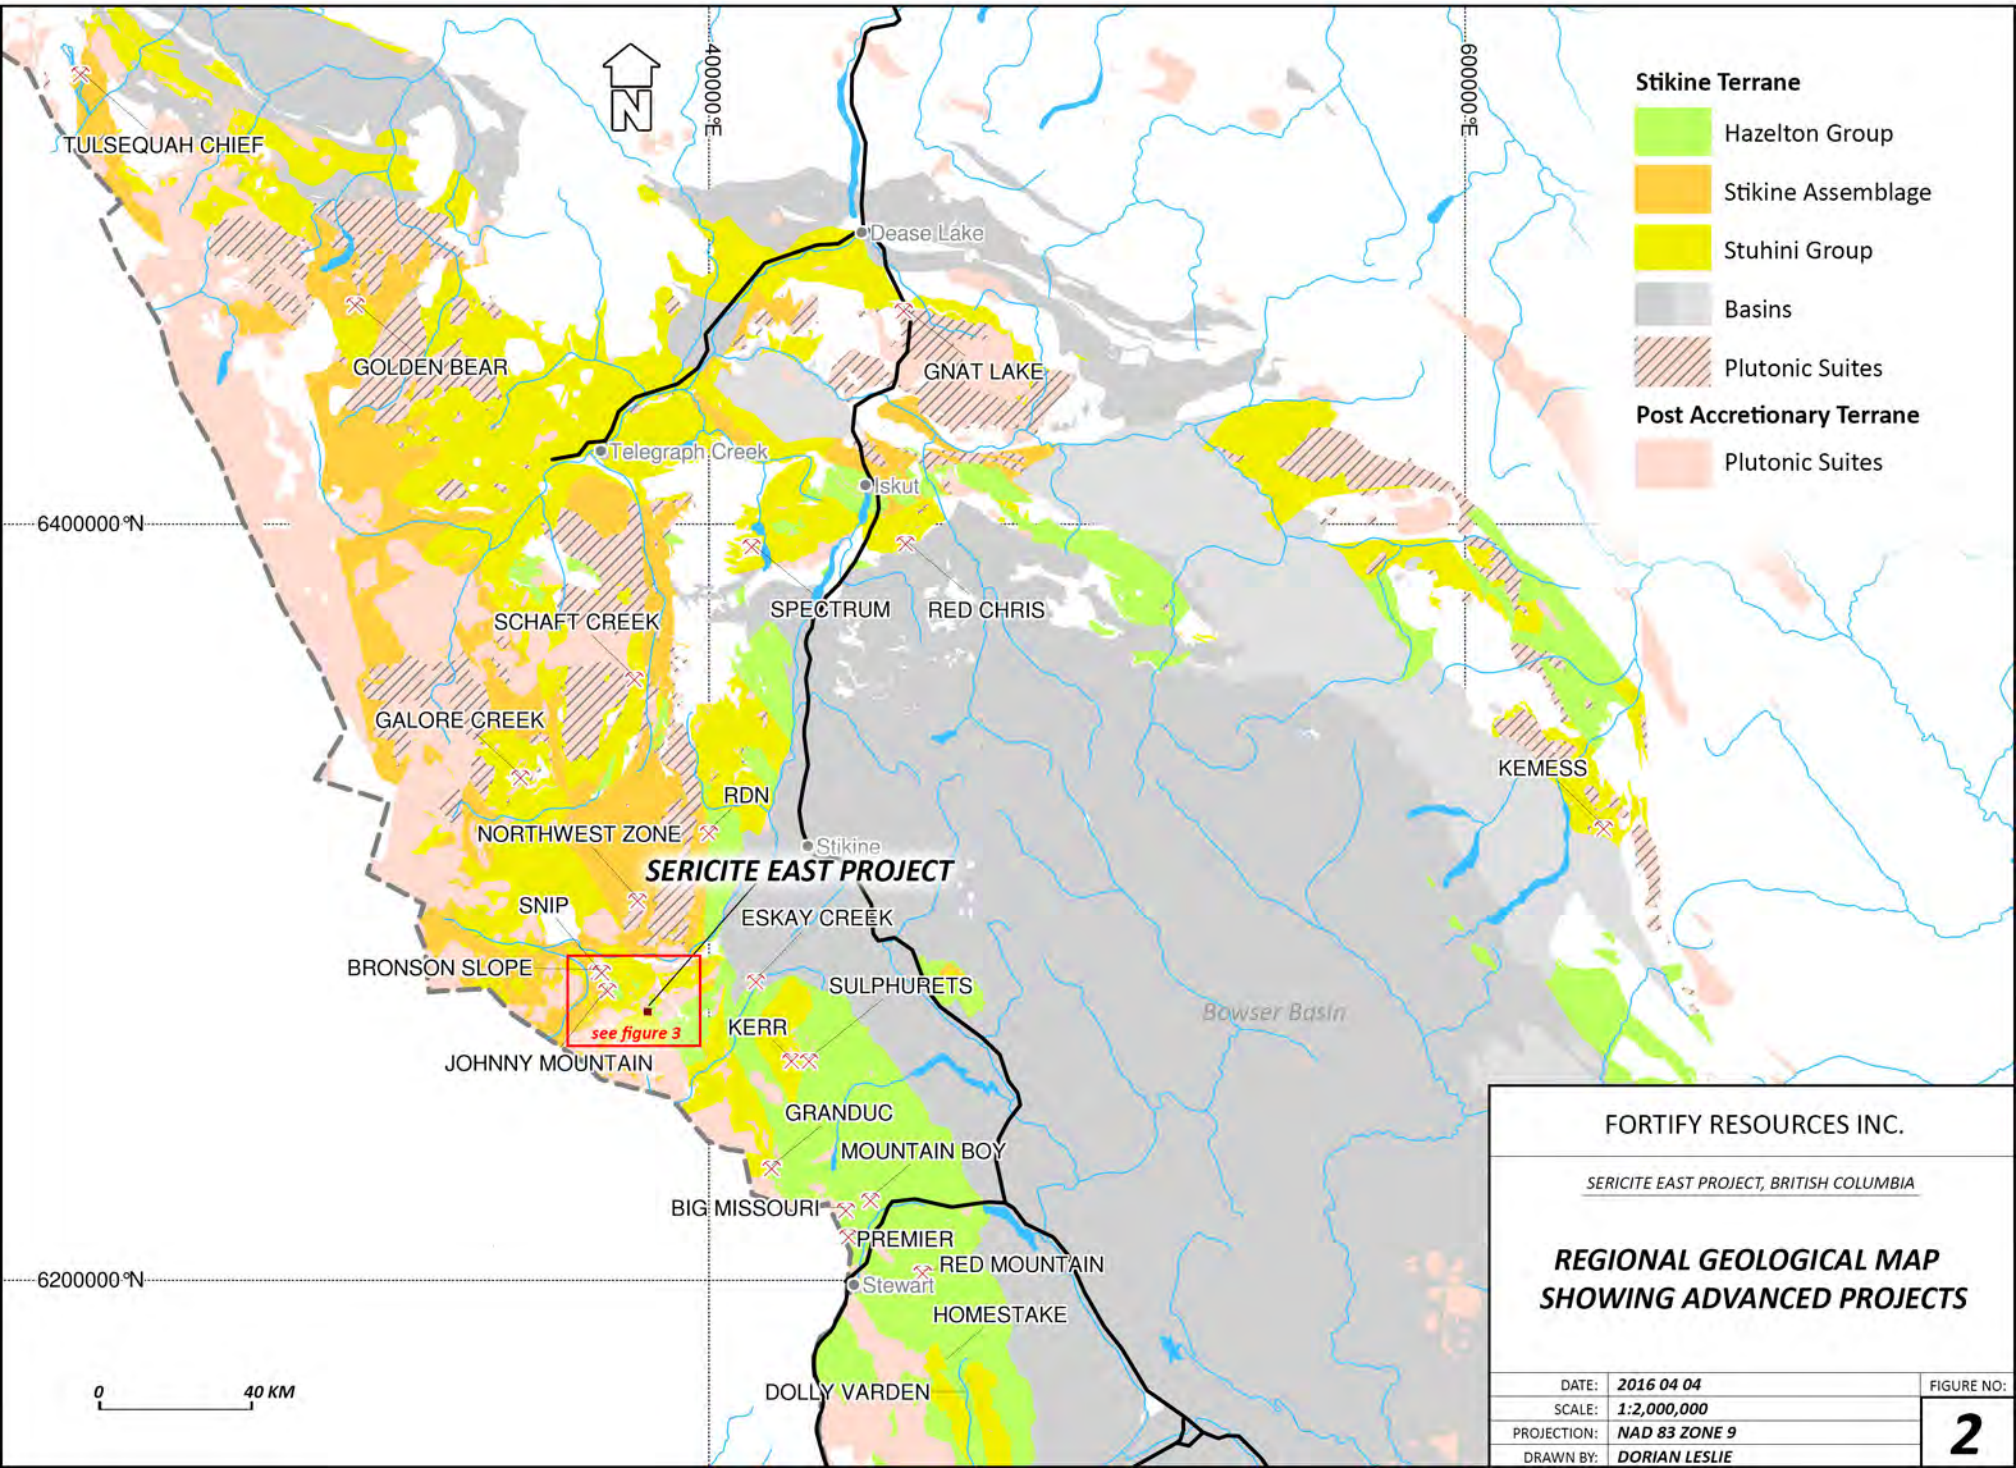 400000°E
600000°E
N
Stikine Terrane
Hazelton Group
Stikine Assemblage
Stuhini Group
Basins
Plutonic Suites
Post Accretionary Terrane
Plutonic Suites
TULSEQUAH CHIEF
Dease Lake
GOLDEN BEAR
GNAT LAKE
Telegraph Creek
Iskut
6400000°N
SPECTRUM
RED CHRIS
SCHAFT CREEK
GALORE CREEK
KEMESS
RDN
NORTHWEST ZONE
Stikine
SERICITE EAST PROJECT
SNIP
ESKAY CREEK
BRONSON SLOPE
SULPHURETS
Bowser Basin
see figure 3
KERR
JOHNNY MOUNTAIN
GRANDUC
MOUNTAIN BOY
BIG MISSOURI
PREMIER
RED MOUNTAIN
6200000°N
Stewart
HOMESTAKE
DOLLY VARDEN
0 40 KM
FORTIFY RESOURCES INC.
SERICITE EAST PROJECT, BRITISH COLUMBIA
REGIONAL GEOLOGICAL MAP
SHOWING ADVANCED PROJECTS
DATE: 2016 04 04
SCALE: 1:2,000,000
PROJECTION: NAD 83 ZONE 9
DRAWN BY: DORIAN LESLIE
FIGURE NO:
2